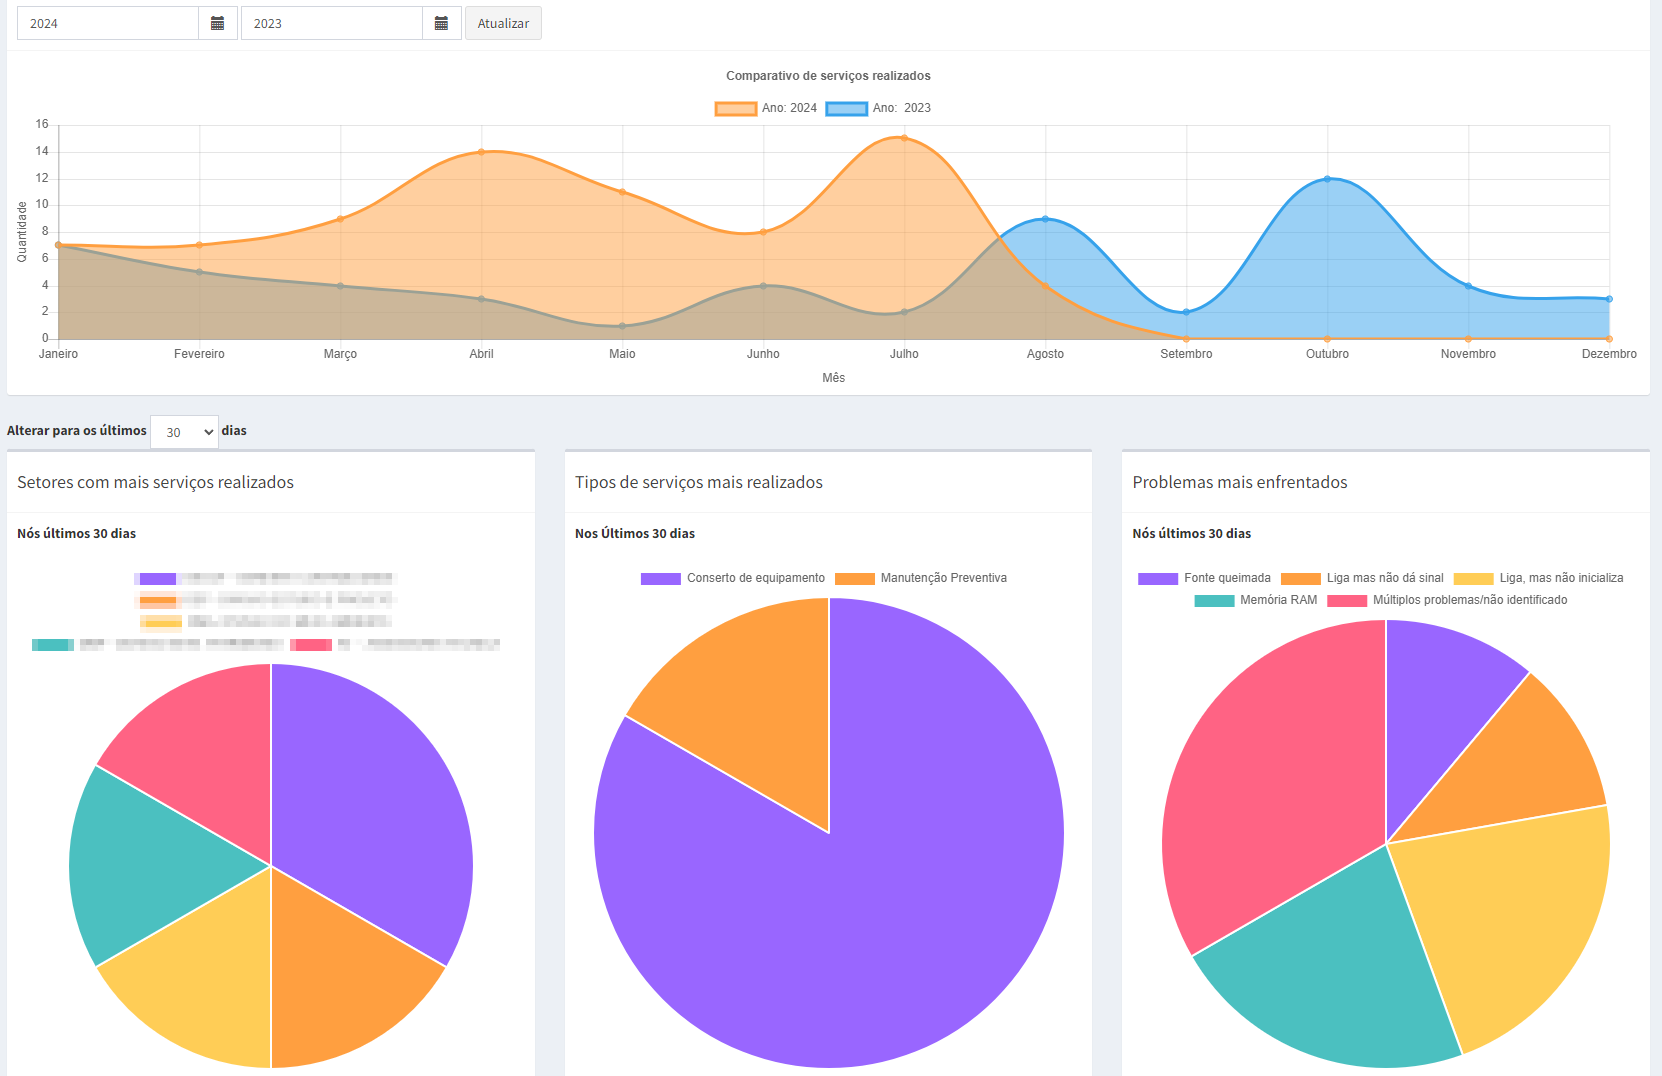 2024 2023 Atualizar
Comparativo de serviços realizados
Ano: 2024 Ano: 2023
16
14
12
10
8
6
4
2
0
Quantidade
Janeiro Fevereiro Março Abril Maio Junho Julho Agosto Setembro Outubro Novembro Dezembro
Mês
Alterar para os últimos 30 dias
Setores com mais serviços realizados
Nós últimos 30 dias
Tipos de serviços mais realizados
Nos Últimos 30 dias
Conserto de equipamento Manutenção Preventiva
Problemas mais enfrentados
Nós últimos 30 dias
Fonte queimada Liga mas não dá sinal Liga, mas não inicializa
Memória RAM Múltiplos problemas/não identificado